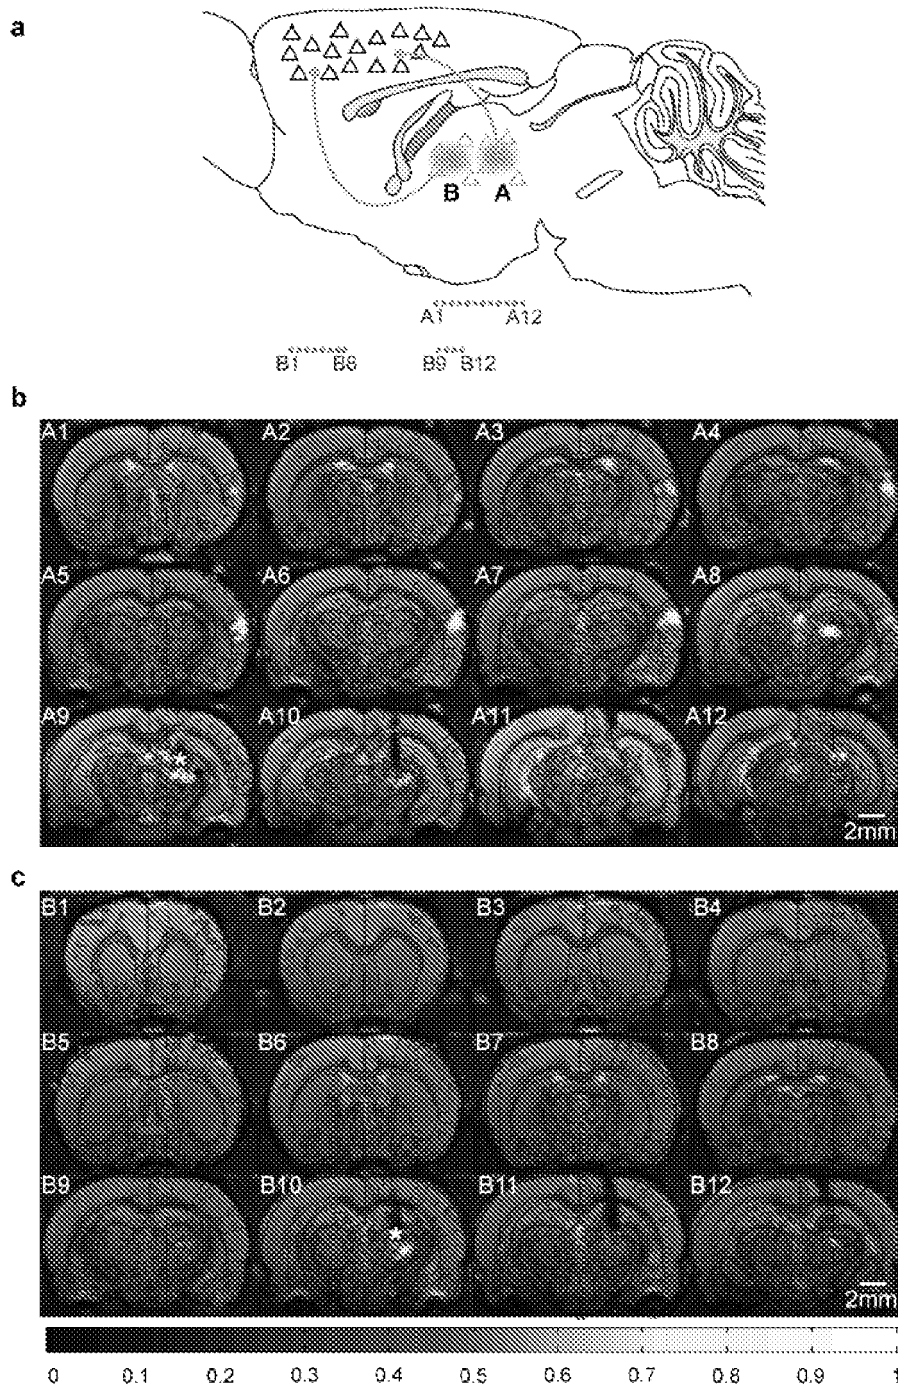 a
B A
A1 A12
B1 B8 B9 B12
b
A1 A2 A3 A4
A5 A6 A7 A8
A9 A10 A11 A12
*
2mm
c
B1 B2 B3 B4
B5 B6 B7 B8
B9 B10 B11 B12
*
2mm
0 0.1 0.2 0.3 0.4 0.5 0.6 0.7 0.8 0.9 1